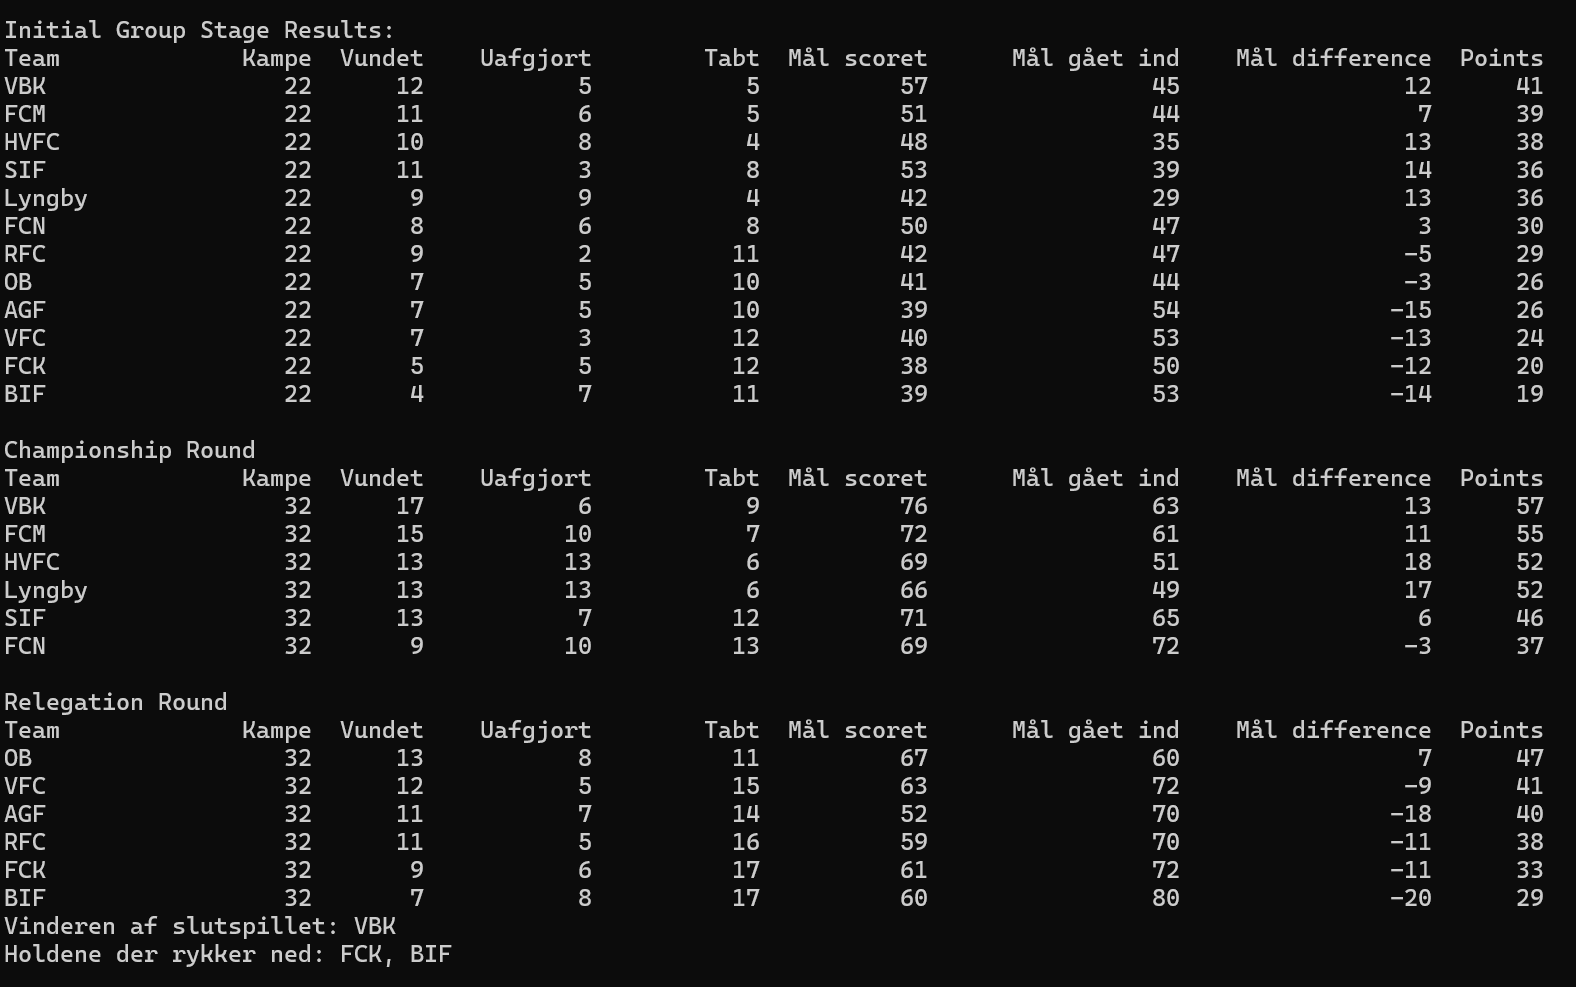 Initial Group Stage Results:
Team Kampe Vundet Uafgjort Tabt Mål scoret Mål gået ind Mål difference Points
VBK 22 12 5 5 57 45 12 41
FCM 22 11 6 5 51 44 7 39
HVFC 22 10 8 4 48 35 13 38
SIF 22 11 3 8 53 39 14 36
Lyngby 22 9 9 4 42 29 13 36
FCN 22 8 6 8 50 47 3 30
RFC 22 9 2 11 42 47 -5 29
OB 22 7 5 10 41 44 -3 26
AGF 22 7 5 10 39 54 -15 26
VFC 22 7 3 12 40 53 -13 24
FCK 22 5 5 12 38 50 -12 20
BIF 22 4 7 11 39 53 -14 19
Championship Round
Team Kampe Vundet Uafgjort Tabt Mål scoret Mål gået ind Mål difference Points
VBK 32 17 6 9 76 63 13 57
FCM 32 15 10 7 72 61 11 55
HVFC 32 13 13 6 69 51 18 52
Lyngby 32 13 13 6 66 49 17 52
SIF 32 13 7 12 71 65 6 46
FCN 32 9 10 13 69 72 -3 37
Relegation Round
Team Kampe Vundet Uafgjort Tabt Mål scoret Mål gået ind Mål difference Points
OB 32 13 8 11 67 60 7 47
VFC 32 12 5 15 63 72 -9 41
AGF 32 11 7 14 52 70 -18 40
RFC 32 11 5 16 59 70 -11 38
FCK 32 9 6 17 61 72 -11 33
BIF 32 7 8 17 60 80 -20 29
Vinderen af slutspillet: VBK
Holdene der rykker ned: FCK, BIF